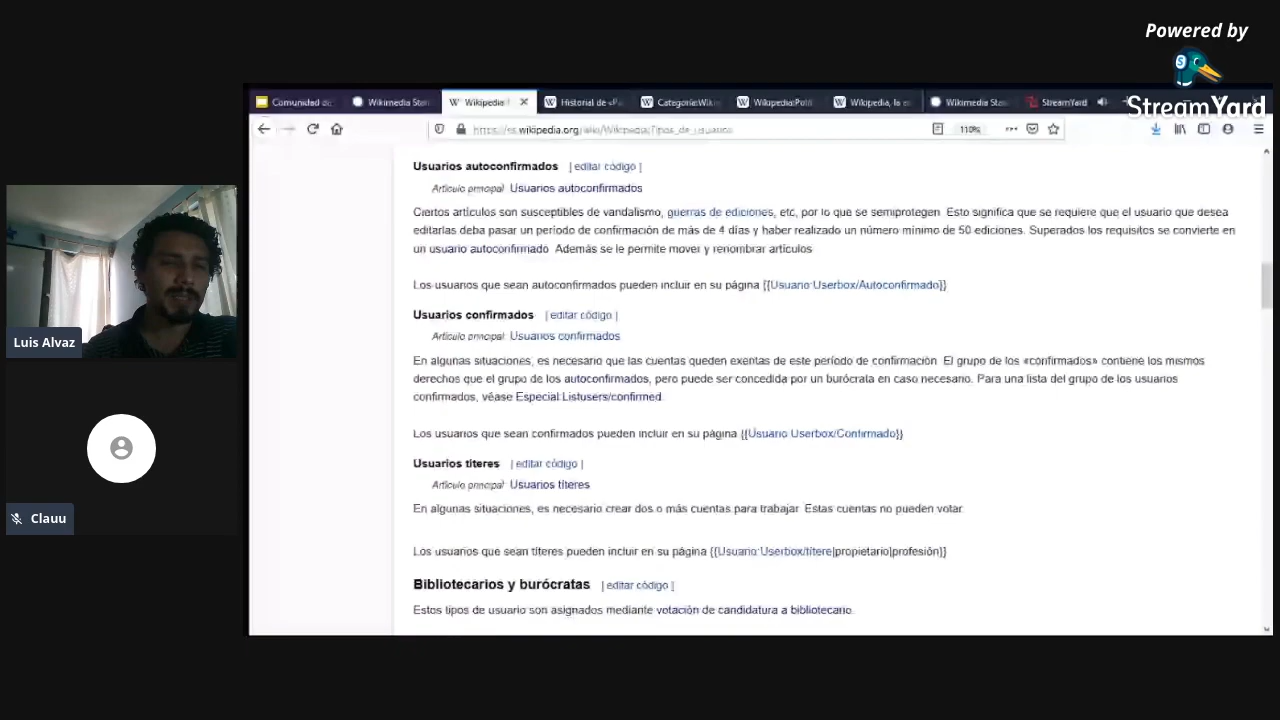 Powered by
StreamYard
Comunidad de
Wikimedia Stat
Wikipedia
Historial de «
Categoría:Wiki
Wikipedia:Polít
Wikipedia, la e
Wikimedia Sta
StreamYard
https://es.wikipedia.org/wiki/Wikipedia:Tipos_de_usuario
110%
Usuarios autoconfirmados [ editar código ]
Artículo principal: Usuarios autoconfirmados
Ciertos artículos son susceptibles de vandalismo, guerras de ediciones, etc, por lo que se semiprotegen. Esto significa que se requiere que el usuario que desea
editarlas deba pasar un período de confirmación de más de 4 días y haber realizado un número mínimo de 50 ediciones. Superados los requisitos se convierte en
un usuario autoconfirmado. Además se le permite mover y renombrar artículos
Los usuarios que sean autoconfirmados pueden incluir en su página {{Usuario:Userbox/Autoconfirmado}}
Usuarios confirmados [ editar código ]
Artículo principal: Usuarios confirmados
En algunas situaciones, es necesario que las cuentas queden exentas de este período de confirmación. El grupo de los «confirmados» contiene los mismos
derechos que el grupo de los autoconfirmados, pero puede ser concedida por un burócrata en caso necesario. Para una lista del grupo de los usuarios
confirmados, véase Especial:Listusers/confirmed.
Los usuarios que sean confirmados pueden incluir en su página {{Usuario:Userbox/Confirmado}}
Usuarios títeres [ editar código ]
Artículo principal: Usuarios títeres
En algunas situaciones, es necesario crear dos o más cuentas para trabajar. Estas cuentas no pueden votar.
Los usuarios que sean títeres pueden incluir en su página {{Usuario:Userbox/títere|propietario|profesión}}
Bibliotecarios y burócratas [ editar código ]
Estos tipos de usuario son asignados mediante votación de candidatura a bibliotecario.
Luis Alvaz
Clauu